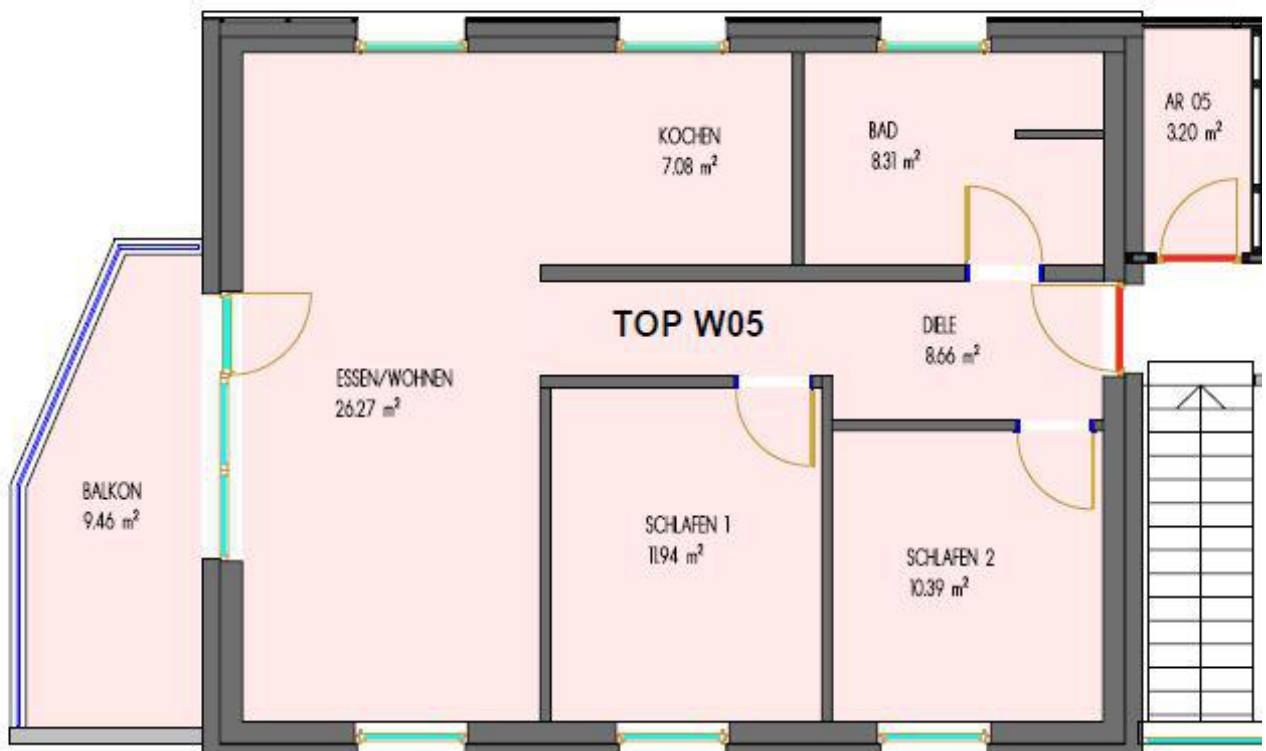 KOCHEN
7.08 m²
BAD
8.31 m²
AR 05
3.20 m²
TOP W05
DIELE
8.66 m²
ESSEN/WOHNEN
26.27 m²
BALKON
9.46 m²
SCHLAFEN 1
11.94 m²
SCHLAFEN 2
10.39 m²